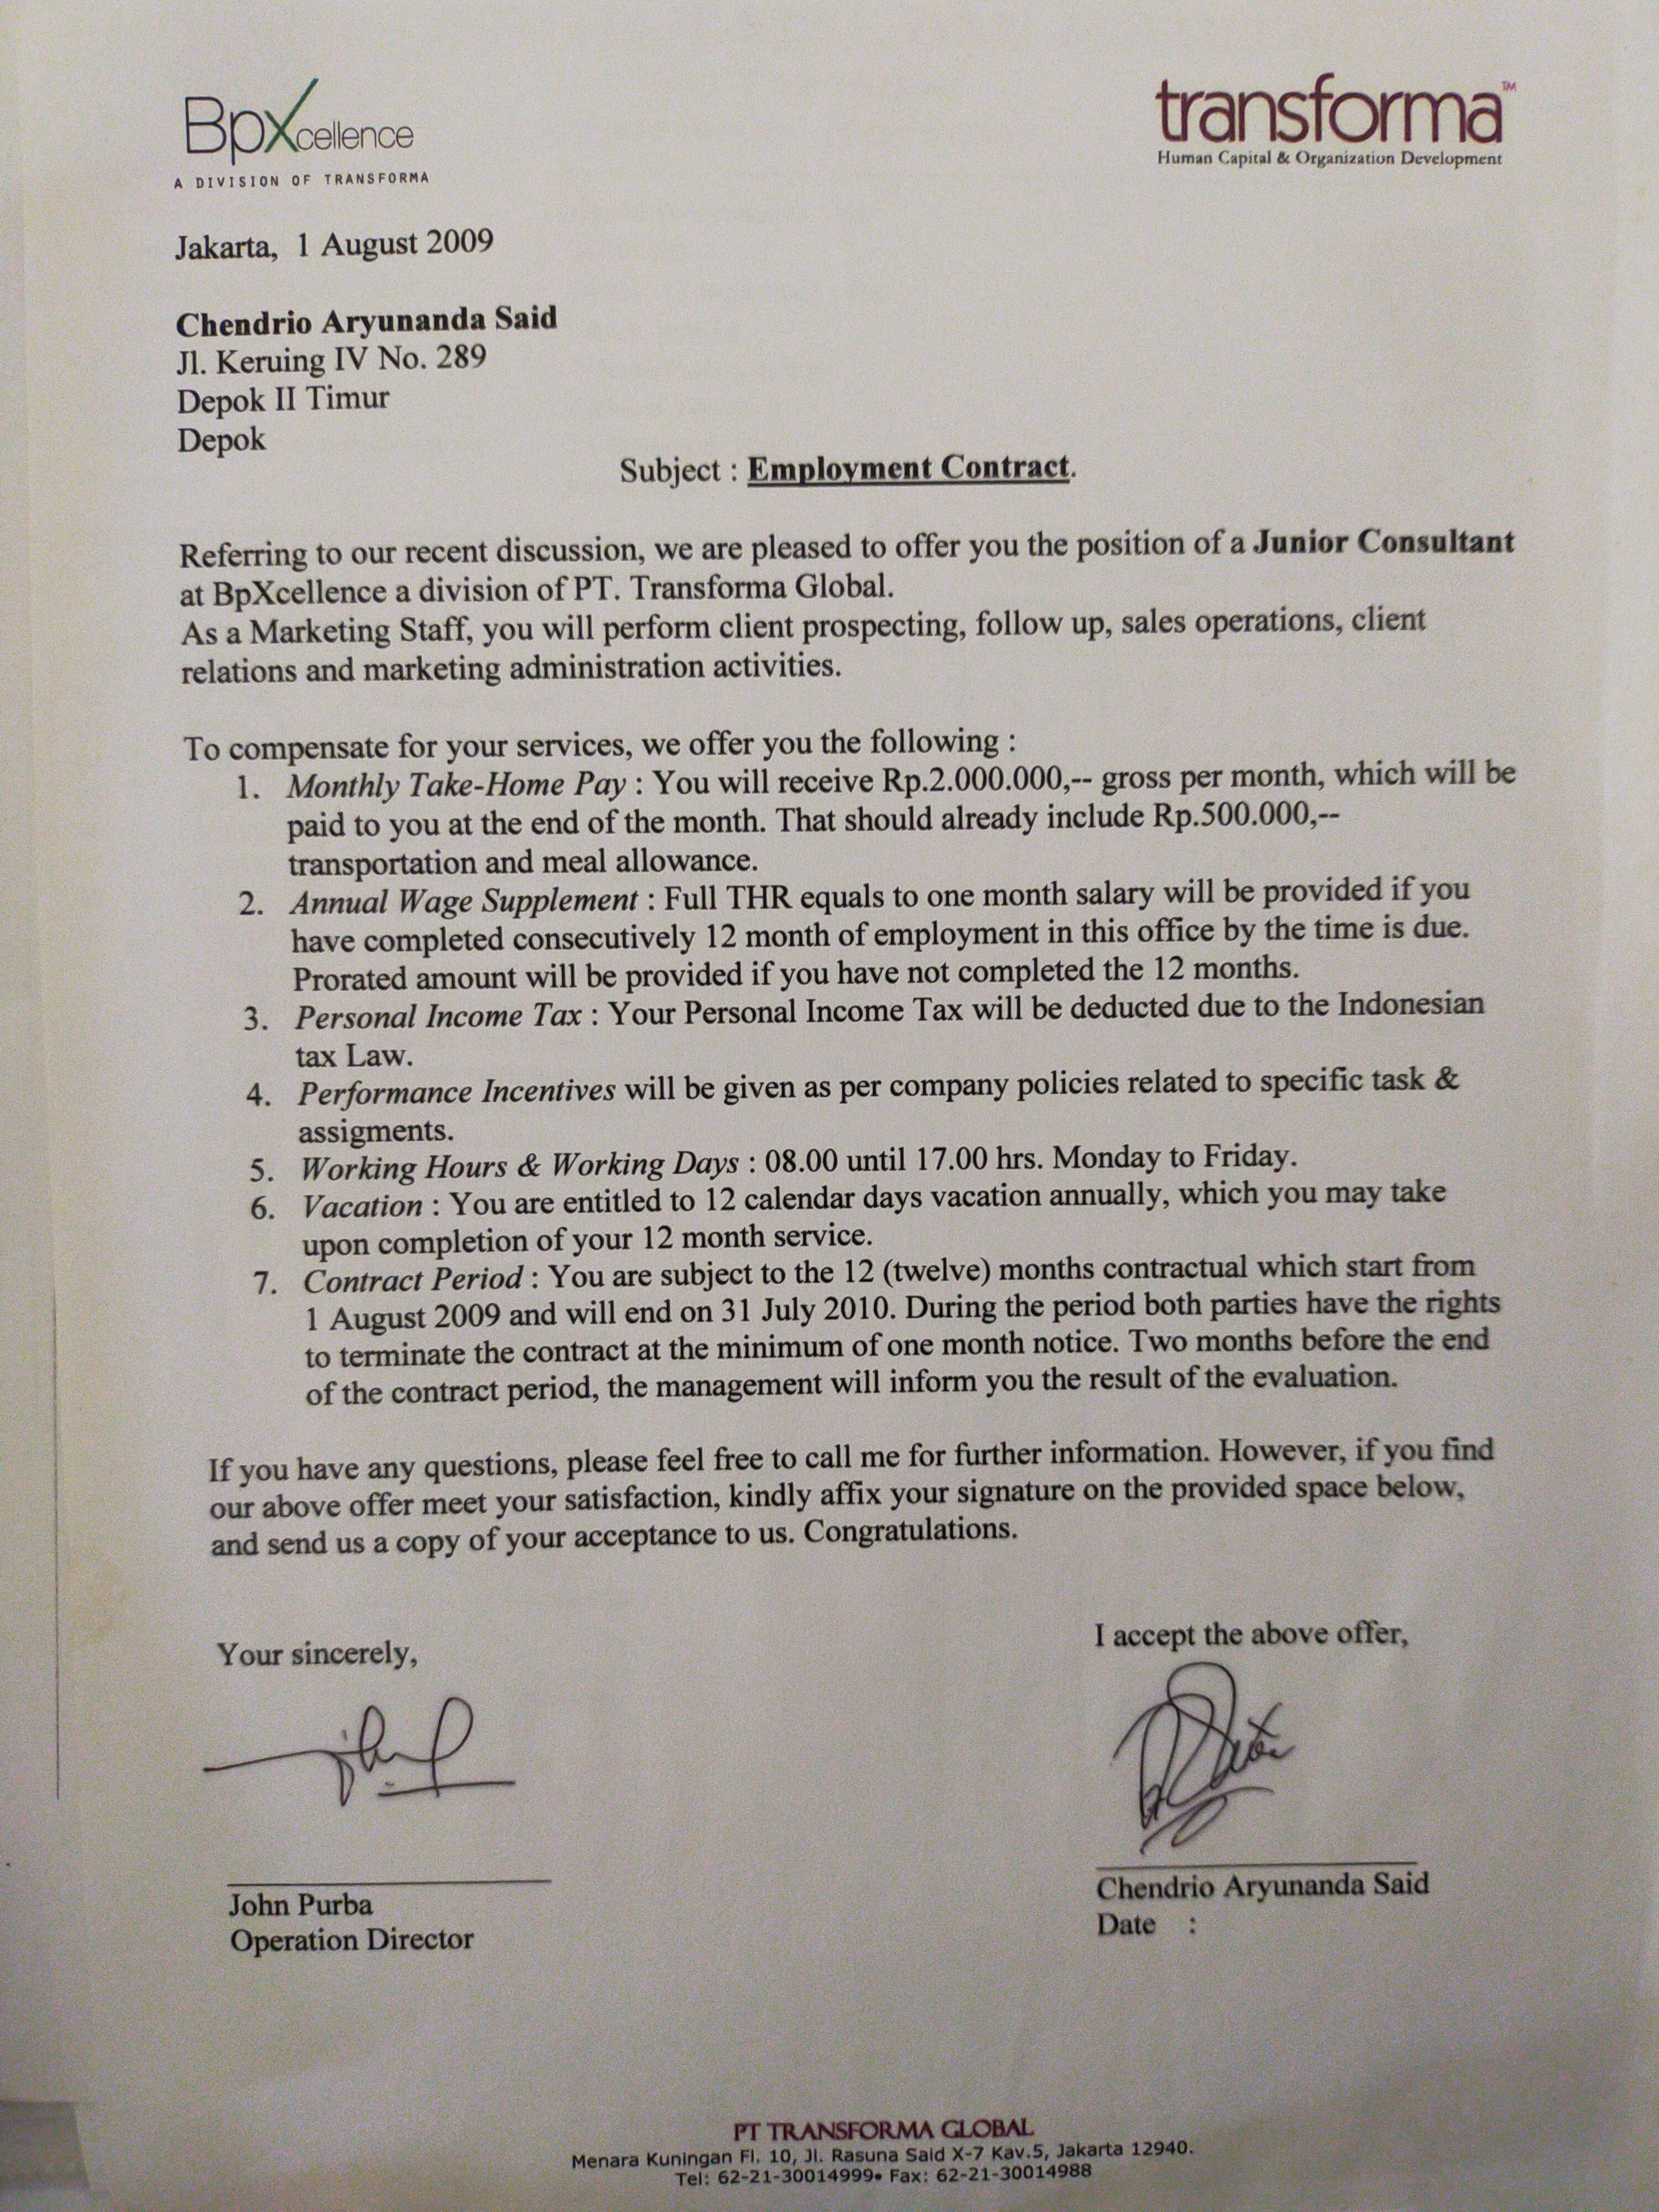 BpXcellence
A DIVISION OF TRANSFORMA
transforma™
Human Capital & Organization Development
Jakarta, 1 August 2009
Chendrio Aryunanda Said
Jl. Keruing IV No. 289
Depok II Timur
Depok
Subject : Employment Contract.
Referring to our recent discussion, we are pleased to offer you the position of a Junior Consultant
at BpXcellence a division of PT. Transforma Global.
As a Marketing Staff, you will perform client prospecting, follow up, sales operations, client
relations and marketing administration activities.
To compensate for your services, we offer you the following :
1. Monthly Take-Home Pay : You will receive Rp.2.000.000,-- gross per month, which will be
paid to you at the end of the month. That should already include Rp.500.000,--
transportation and meal allowance.
2. Annual Wage Supplement : Full THR equals to one month salary will be provided if you
have completed consecutively 12 month of employment in this office by the time is due.
Prorated amount will be provided if you have not completed the 12 months.
3. Personal Income Tax : Your Personal Income Tax will be deducted due to the Indonesian
tax Law.
4. Performance Incentives will be given as per company policies related to specific task &
assigments.
5. Working Hours & Working Days : 08.00 until 17.00 hrs. Monday to Friday.
6. Vacation : You are entitled to 12 calendar days vacation annually, which you may take
upon completion of your 12 month service.
7. Contract Period : You are subject to the 12 (twelve) months contractual which start from
1 August 2009 and will end on 31 July 2010. During the period both parties have the rights
to terminate the contract at the minimum of one month notice. Two months before the end
of the contract period, the management will inform you the result of the evaluation.
If you have any questions, please feel free to call me for further information. However, if you find
our above offer meet your satisfaction, kindly affix your signature on the provided space below,
and send us a copy of your acceptance to us. Congratulations.
Your sincerely,
I accept the above offer,
John Purba
Operation Director
Chendrio Aryunanda Said
Date :
PT TRANSFORMA GLOBAL
Menara Kuningan Fl. 10, Jl. Rasuna Said X-7 Kav.5, Jakarta 12940.
Tel: 62-21-30014999• Fax: 62-21-30014988